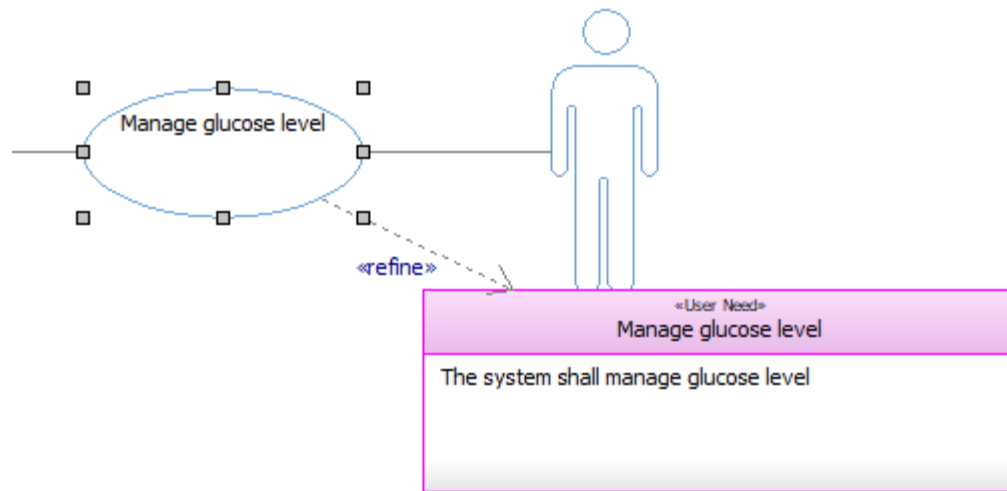 Manage glucose level
«refine»
«User Need»
Manage glucose level
The system shall manage glucose level